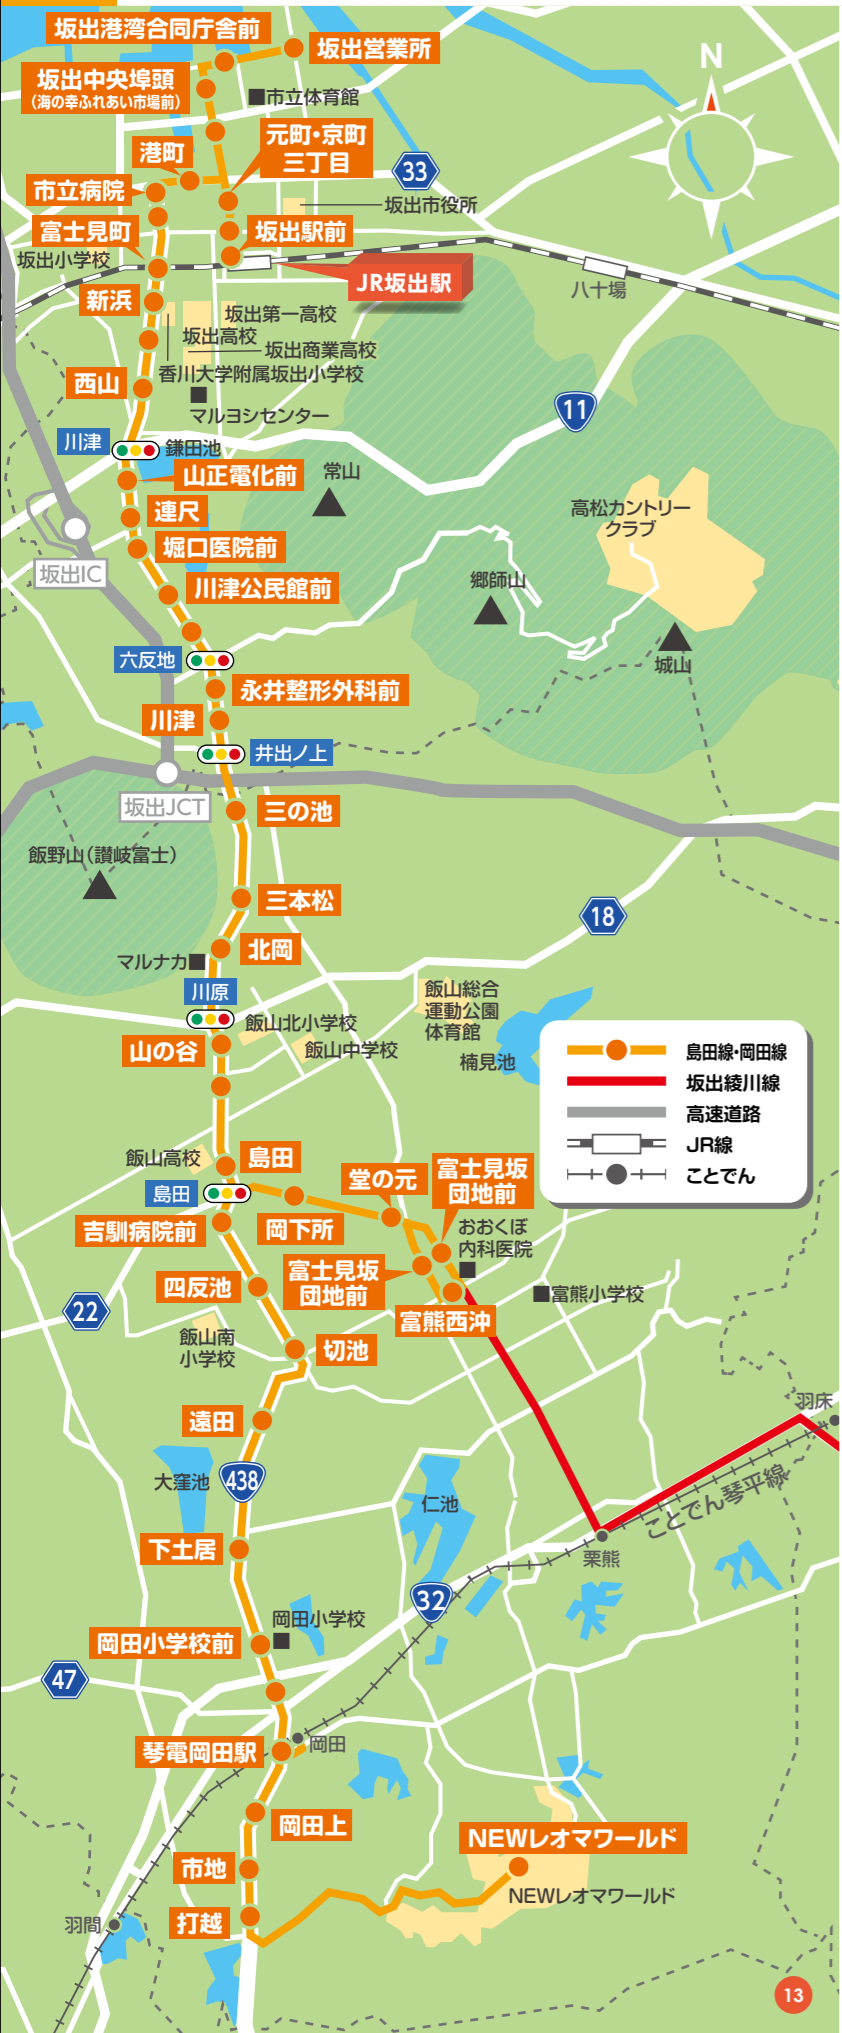 坂出港湾合同庁舎前
坂出営業所
N
坂出中央埠頭
(海の幸ふれあい市場前)
■市立体育館
元町・京町
三丁目
港町
33
市立病院
坂出市役所
富士見町
坂出駅前
坂出小学校
JR坂出駅
八十場
新浜
坂出第一高校
坂出高校
坂出商業高校
西山
香川大学附属坂出小学校
■
マルヨシセンター
11
川津
鎌田池
山正電化前
常山
連尺
高松カントリー
クラブ
堀口医院前
坂出IC
川津公民館前
郷師山
六反地
城山
永井整形外科前
川津
井出ノ上
坂出JCT
三の池
飯野山(讃岐富士)
三本松
18
北岡
マルナカ■
川原
飯山総合
運動公園
体育館
飯山北小学校
山の谷
飯山中学校
楠見池
島田線・岡田線
坂出綾川線
高速道路
JR線
ことでん
飯山高校
島田
島田
堂の元
富士見坂
団地前
吉馴病院前
岡下所
おおくぼ
内科医院
■
富士見坂
団地前
四反池
■富熊小学校
22
富熊西沖
飯山南
小学校
切池
羽床
遠田
大窪池
438
仁池
ことでん琴平線
下土居
栗熊
32
岡田小学校
■
岡田小学校前
47
琴電岡田駅
岡田
岡田上
NEWレオマワールド
市地
NEWレオマワールド
打越
羽間
13